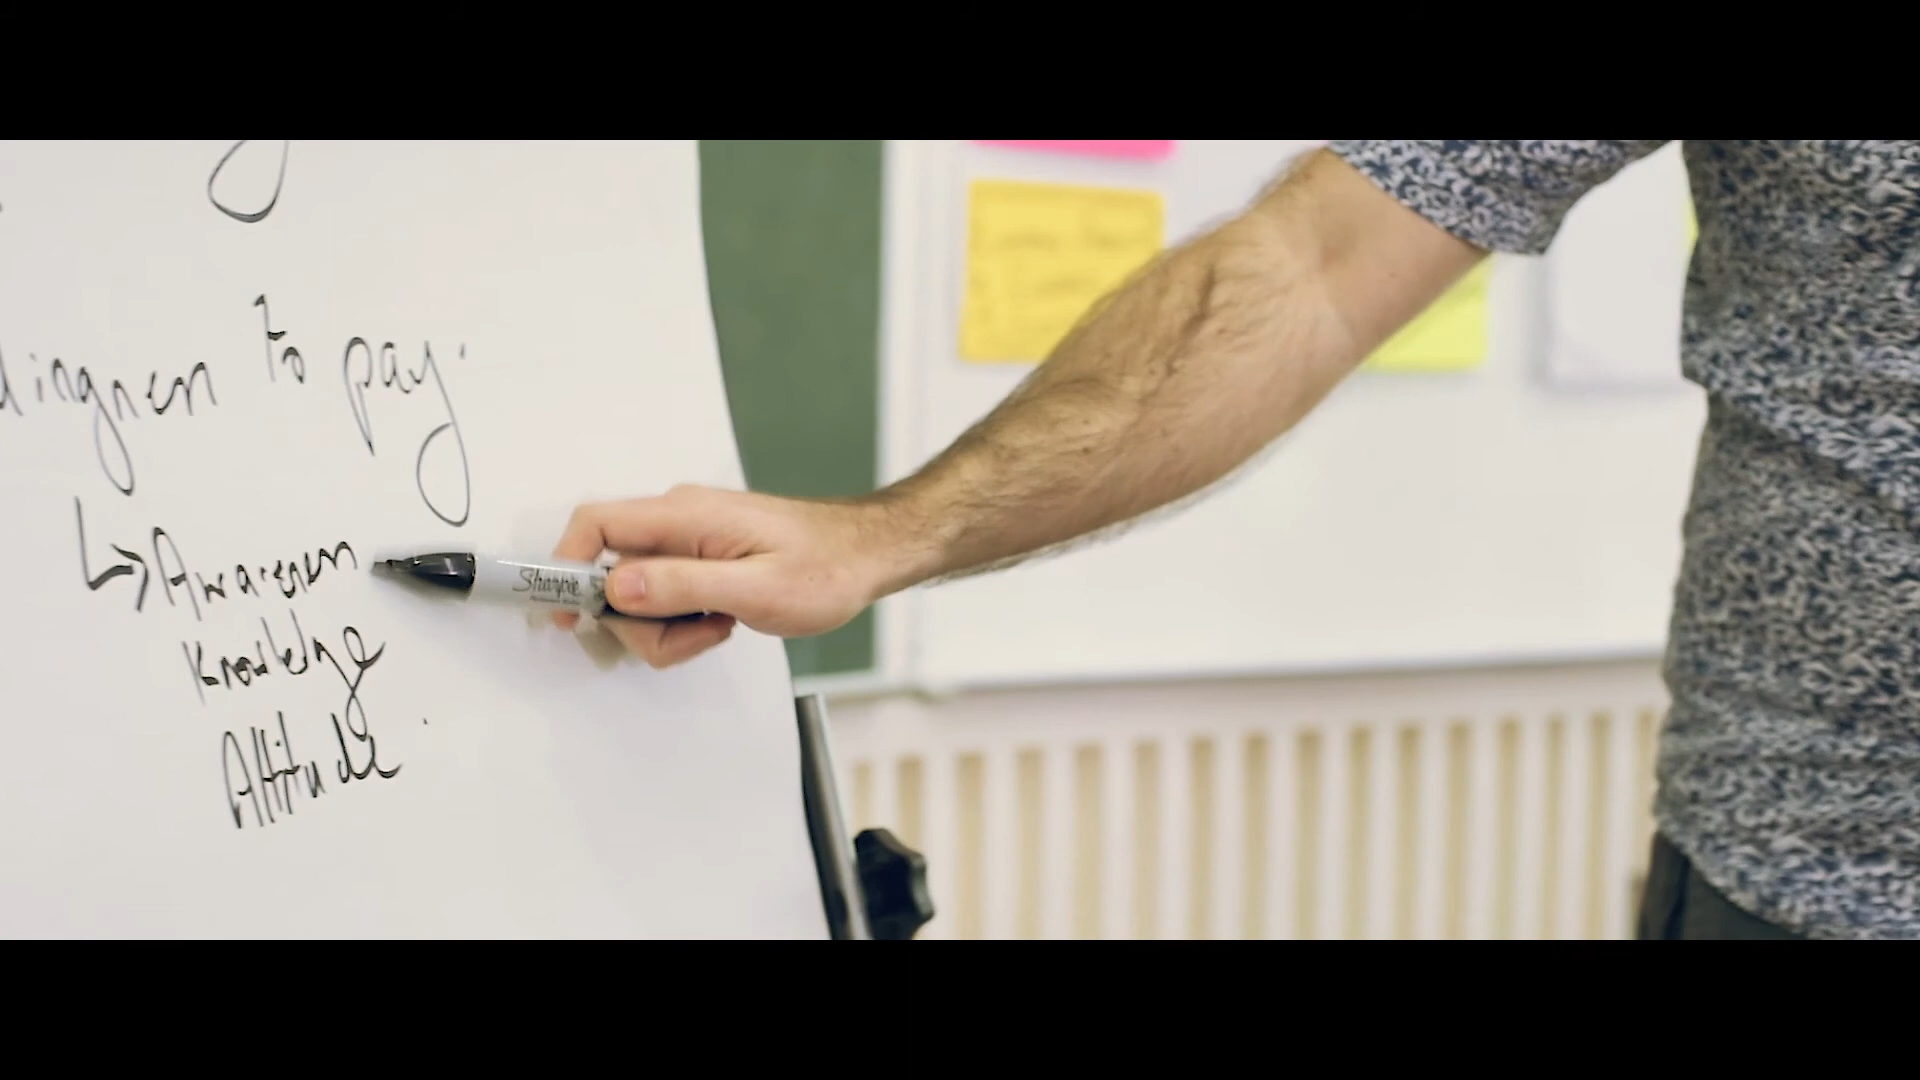 to pay.
Awareness
Knowledge
Attitude
Sharpie